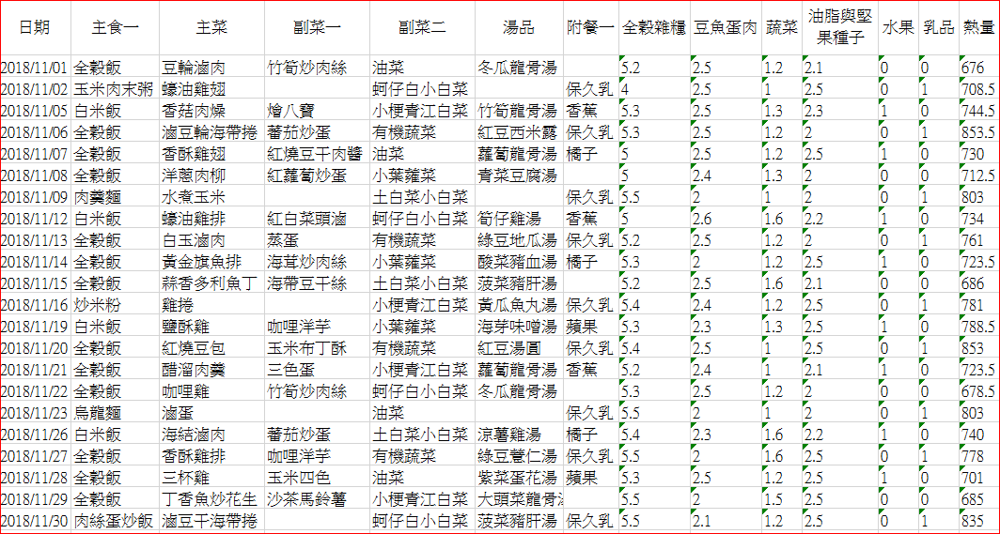 日期 主食一 主菜 副菜一 副菜二 湯品 附餐一 全穀雜糧 豆魚蛋肉 蔬菜 油脂與堅果種子 水果 乳品 熱量
2018/11/01 全穀飯 豆輪滷肉 竹筍炒肉絲 油菜 冬瓜龍骨湯 5.2 2.5 1.2 2.1 0 0 676
2018/11/02 玉米肉末粥 蠔油雞翅 蚵仔白小白菜 保久乳 4 2.5 1 2.5 0 1 708.5
2018/11/05 白米飯 香菇肉燥 燴八寶 小梗青江白菜 竹筍龍骨湯 香蕉 5.3 2.5 1.3 2.3 1 0 744.5
2018/11/06 全穀飯 滷豆輪海帶捲 蕃茄炒蛋 有機蔬菜 紅豆西米露 保久乳 5.3 2.5 1.2 2 0 1 853.5
2018/11/07 全穀飯 香酥雞翅 紅燒豆干肉醬 油菜 蘿蔔龍骨湯 橘子 5 2.5 1.2 2.5 1 0 730
2018/11/08 全穀飯 洋蔥肉柳 紅蘿蔔炒蛋 小葉蕹菜 青菜豆腐湯 5 2.4 1.3 2 0 0 712.5
2018/11/09 肉羹麵 水煮玉米 土白菜小白菜 保久乳 5.5 2 1 2 0 1 803
2018/11/12 白米飯 蠔油雞排 紅白菜頭滷 蚵仔白小白菜 筍仔雞湯 香蕉 5 2.6 1.6 2.2 1 0 734
2018/11/13 全穀飯 白玉滷肉 蒸蛋 有機蔬菜 綠豆地瓜湯 保久乳 5.2 2.5 1.2 2 0 1 761
2018/11/14 全穀飯 黃金旗魚排 海茸炒肉絲 小葉蕹菜 酸菜豬血湯 橘子 5.3 2 1.2 2.5 1 0 723.5
2018/11/15 全穀飯 蒜香多利魚丁 海帶豆干絲 土白菜小白菜 菠菜豬肝湯 5.2 2.5 1.6 2.1 0 0 686
2018/11/16 炒米粉 雞捲 小梗青江白菜 黃瓜魚丸湯 保久乳 5.4 2.4 1.2 2.5 0 1 781
2018/11/19 白米飯 鹽酥雞 咖哩洋芋 小葉蕹菜 海芽味噌湯 蘋果 5.3 2.3 1.3 2.5 1 0 788.5
2018/11/20 全穀飯 紅燒豆包 玉米布丁酥 有機蔬菜 紅豆湯圓 保久乳 5.4 2.5 1 2.5 0 1 853
2018/11/21 全穀飯 醋溜肉羹 三色蛋 小梗青江白菜 蘿蔔龍骨湯 香蕉 5.2 2.4 1 2.1 1 0 723.5
2018/11/22 全穀飯 咖哩雞 竹筍炒肉絲 蚵仔白小白菜 冬瓜龍骨湯 5.3 2.5 1.2 2 0 0 678.5
2018/11/23 烏龍麵 滷蛋 油菜 保久乳 5.5 2 1 2 0 1 803
2018/11/26 白米飯 海結滷肉 蕃茄炒蛋 土白菜小白菜 涼薯雞湯 橘子 5.4 2.3 1.6 2.2 1 0 740
2018/11/27 全穀飯 香酥雞排 咖哩洋芋 有機蔬菜 綠豆薏仁湯 保久乳 5.5 2 1.6 2.5 0 1 778
2018/11/28 全穀飯 三杯雞 玉米四色 油菜 紫菜蛋花湯 蘋果 5.3 2.5 1.2 2.5 1 0 701
2018/11/29 全穀飯 丁香魚炒花生 沙茶馬鈴薯 小梗青江白菜 大頭菜龍骨 5.5 2 1.5 2.5 0 0 685
2018/11/30 肉絲蛋炒飯 滷豆干海帶捲 蚵仔白小白菜 菠菜豬肝湯 保久乳 5.5 2.1 1.2 2.5 0 1 835